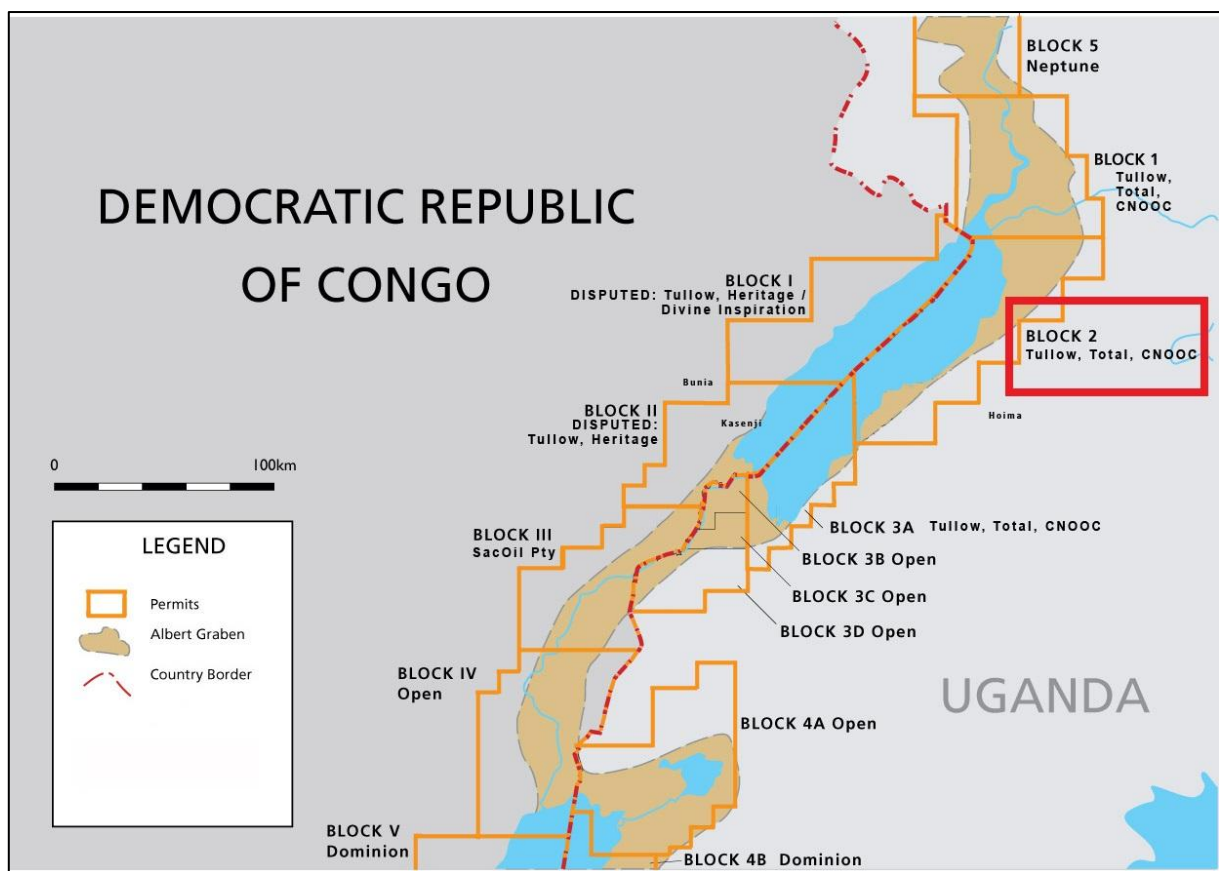 BLOCK 5
Neptune
BLOCK 1
Tullow,
Total,
CNOOC
DEMOCRATIC REPUBLIC
OF CONGO
BLOCK I
DISPUTED: Tullow, Heritage /
Divine Inspiration
BLOCK 2
Tullow, Total, CNOOC
Bunia
BLOCK II
DISPUTED:
Tullow, Heritage
Kasenji
Hoima
0 100km
BLOCK III
SacOil Pty
BLOCK 3A Tullow, Total, CNOOC
BLOCK 3B Open
BLOCK 3C Open
BLOCK 3D Open
LEGEND
Permits
Albert Graben
Country Border
BLOCK IV
Open
UGANDA
BLOCK 4A Open
BLOCK V
Dominion
BLOCK 4B Dominion